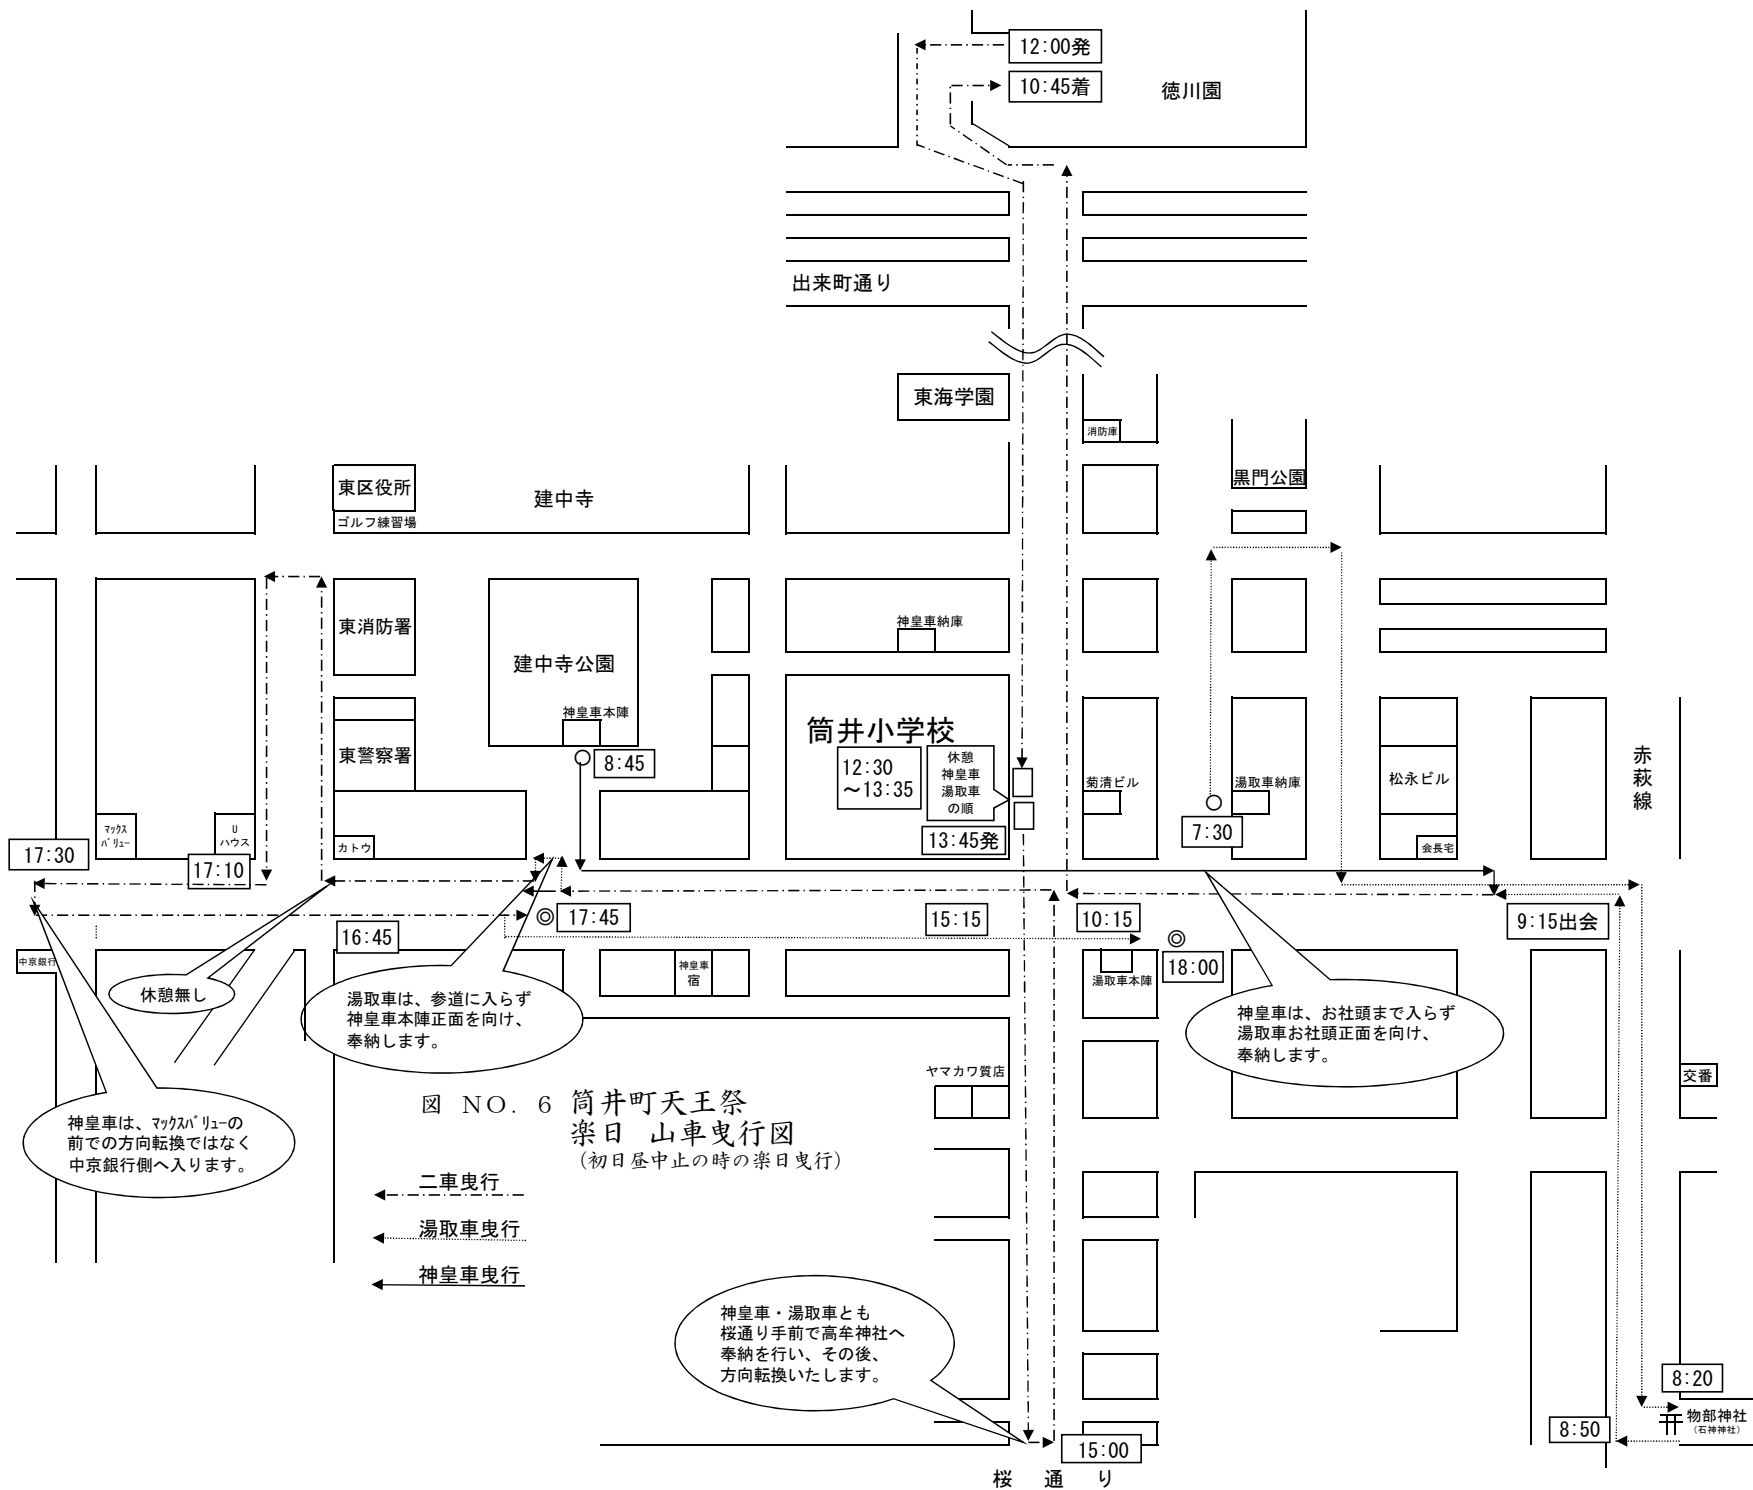 12:00発
10:45着
徳川園
出来町通り
東海学園
消防庫
東区役所
ゴルフ練習場
建中寺
黒門公園
東消防署
建中寺公園
神皇車本陣
8:45
東警察署
神皇車納庫
筒井小学校
12:30
～13:35
休憩
神皇車
湯取車
の順
13:45発
菊清ビル
湯取車納庫
7:30
松永ビル
会長宅
赤萩線
マックス
バリュー
U
ハウス
カトウ
17:30
17:10
16:45
17:45
15:15
10:15
9:15出会
18:00
中京銀行
休憩無し
神皇車
宿
湯取車本陣
湯取車は、参道に入らず
神皇車本陣正面を向け、
奉納します。
神皇車は、お社頭まで入らず
湯取車お社頭正面を向け、
奉納します。
神皇車は、マックスバリューの
前での方向転換ではなく
中京銀行側へ入ります。
ヤマカワ質店
交番
図 NO. 6 筒井町天王祭
楽日 山車曳行図
(初日昼中止の時の楽日曳行)
二車曳行
湯取車曳行
神皇車曳行
神皇車・湯取車とも
桜通り手前で高牟神社へ
奉納を行い、その後、
方向転換いたします。
8:20
物部神社
(石神神社)
8:50
15:00
桜 通 り